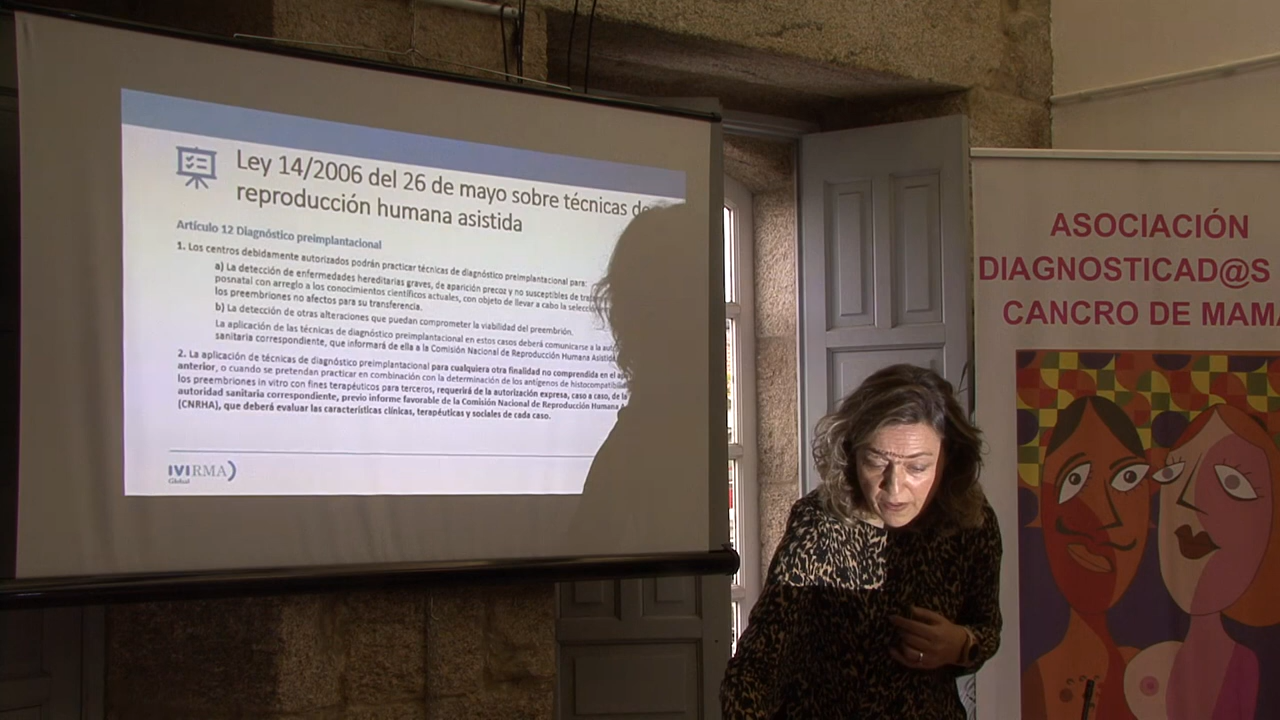 Ley 14/2006 del 26 de mayo sobre técnicas de
reproducción humana asistida
Artículo 12 Diagnóstico preimplantacional
1. Los centros debidamente autorizados podrán practicar técnicas de diagnóstico preimplantacional para:
a) La detección de enfermedades hereditarias graves, de aparición precoz y no susceptibles de
posnatal con arreglo a los conocimientos científicos actuales, con objeto de llevar a cabo la
los preembriones no afectos para su transferencia.
b) La detección de otras alteraciones que puedan comprometer la viabilidad del preembrión.
La aplicación de las técnicas de diagnóstico preimplantacional en estos casos deberá comunicarse a la
sanitaria correspondiente, que informará de ella a la Comisión Nacional de Reproducción Humana
2. La aplicación de técnicas de diagnóstico preimplantacional para cualquiera otra finalidad no comprendida en el
anterior, o cuando se pretendan practicar en combinación con la determinación de los antígenos de
los preembriones in vitro con fines terapéuticos para terceros, requerirá de la autorización expresa, caso a caso, de la
autoridad sanitaria correspondiente, previo informe favorable de la Comisión Nacional de Reproducción Humana
(CNRHA), que deberá evaluar las características clínicas, terapéuticas y sociales de cada caso.
IVIRMA
Global
ASOCIACIÓN
DIAGNOSTICAD@S
CANCRO DE MAMA